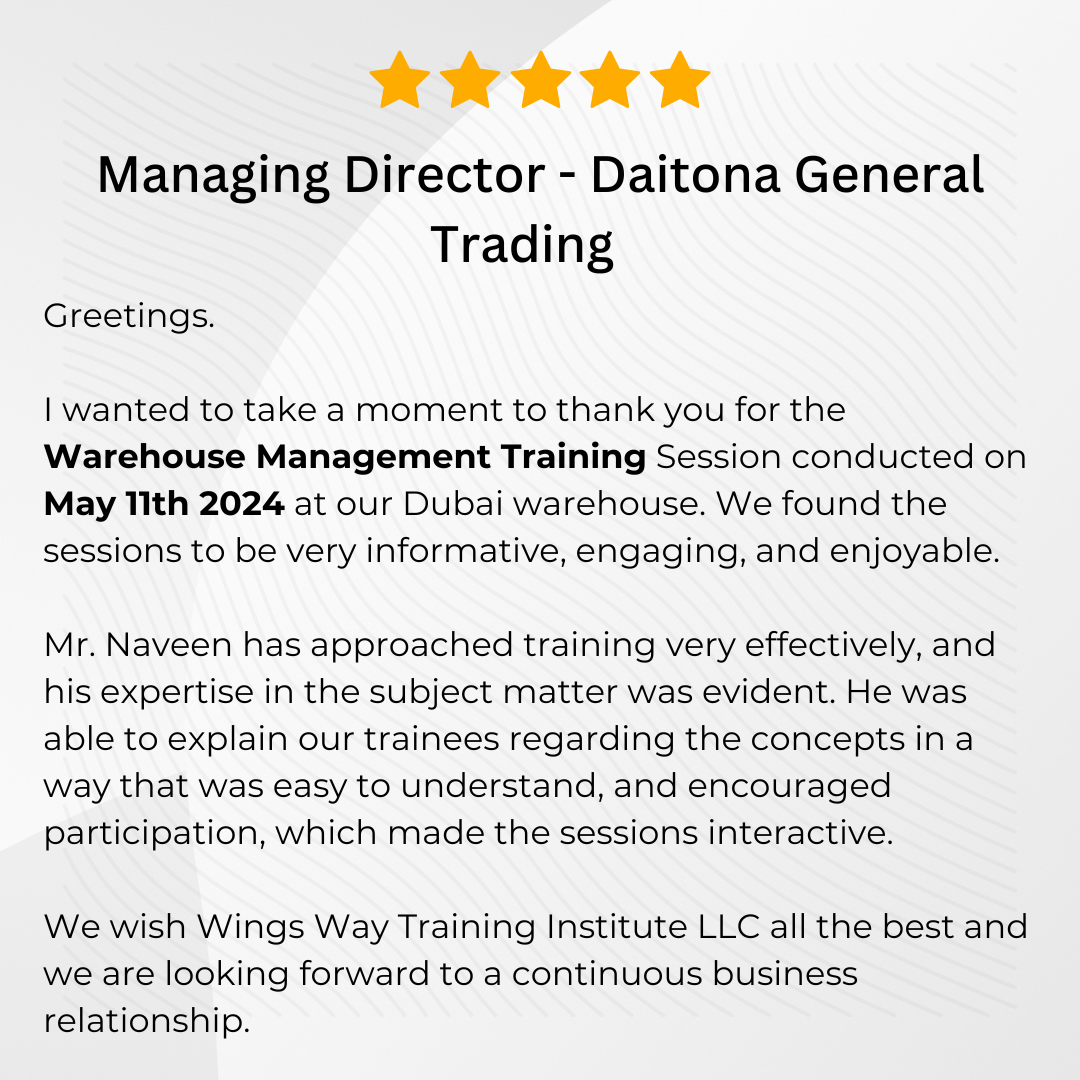 Managing Director - Daitona General
Trading
Greetings.
I wanted to take a moment to thank you for the
Warehouse Management Training Session conducted on
May 11th 2024 at our Dubai warehouse. We found the
sessions to be very informative, engaging, and enjoyable.
Mr. Naveen has approached training very effectively, and
his expertise in the subject matter was evident. He was
able to explain our trainees regarding the concepts in a
way that was easy to understand, and encouraged
participation, which made the sessions interactive.
We wish Wings Way Training Institute LLC all the best and
we are looking forward to a continuous business
relationship.